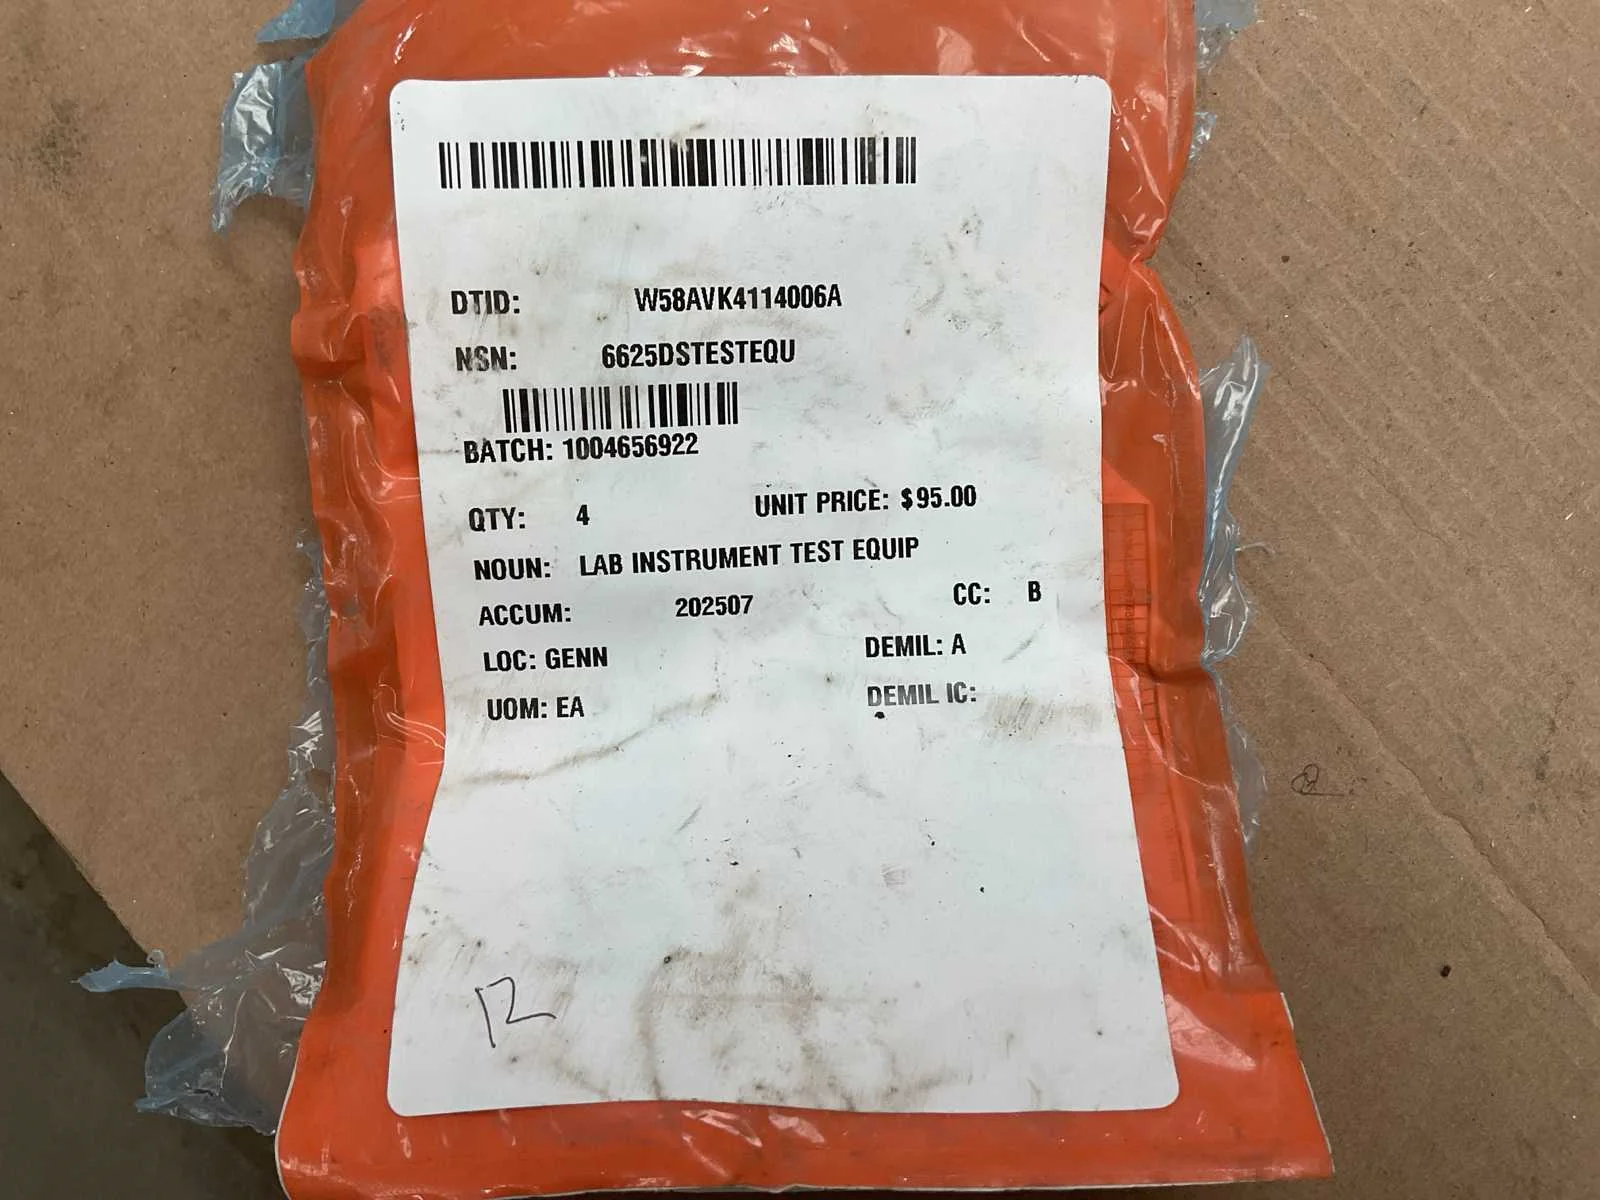 DTID: W58AVK4114006A
NSN: 6625DSTESTEQU
BATCH: 1004656922
QTY: 4 UNIT PRICE: $95.00
NOUN: LAB INSTRUMENT TEST EQUIP
ACCUM: 202507 CC: B
LOC: GENN DEMIL: A
UOM: EA DEMIL IC:
12